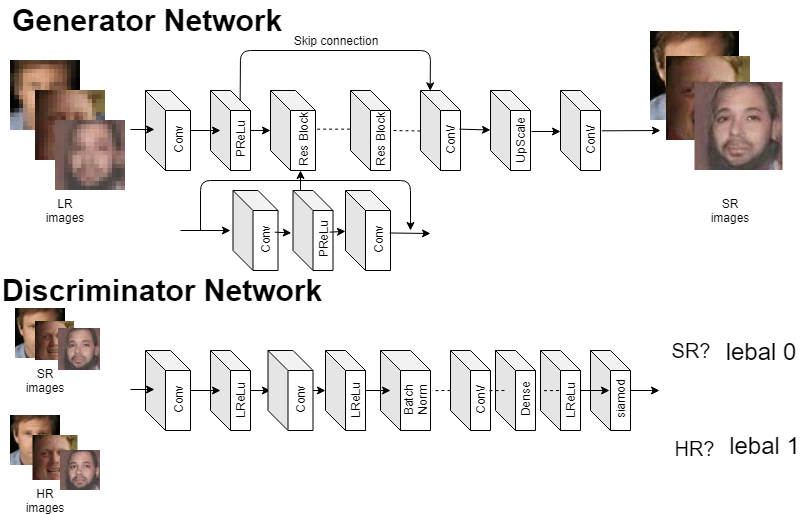 Generator Network
Skip connection
Conv
PReLu
Res Block
Res Block
ConV
UpScale
ConV
LR
images
SR
images
Conv
PReLu
Conv
Discriminator Network
SR
images
HR
images
Conv
LReLu
Conv
LReLu
Batch
Norm
ConV
Dense
LReLu
siamod
SR? lebal 0
HR? lebal 1